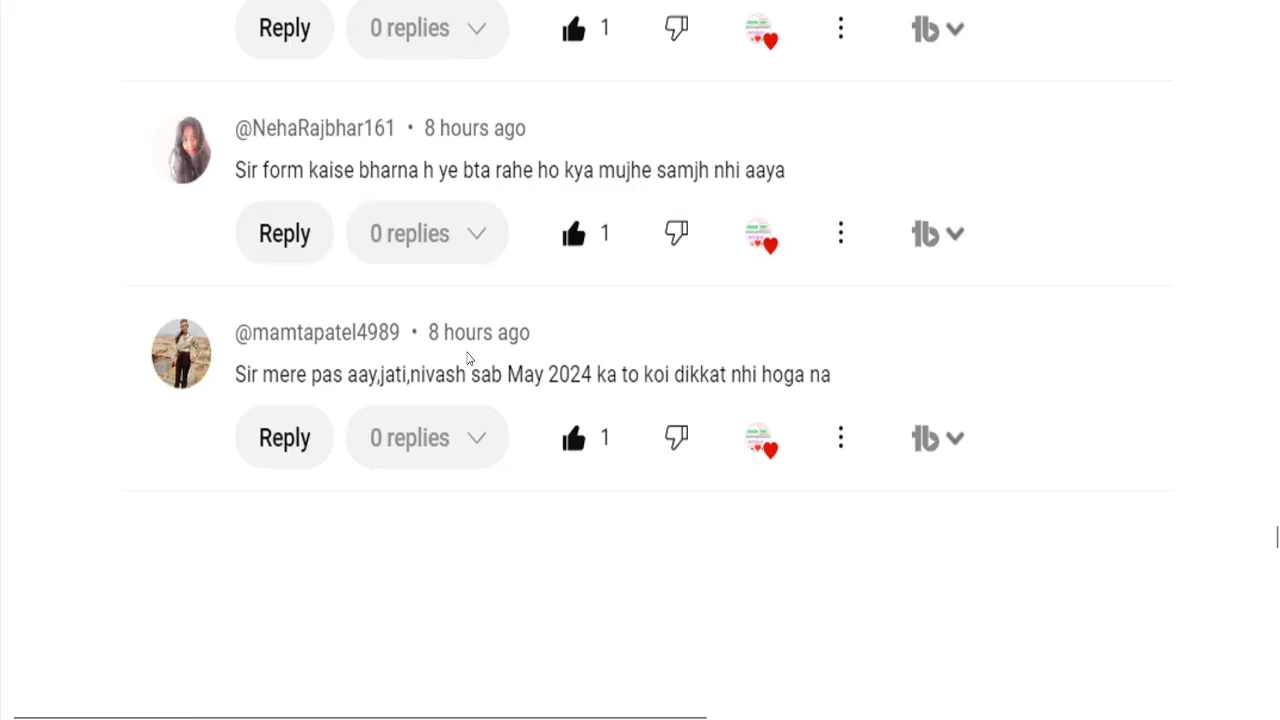 Reply 0 replies 1
@NehaRajbhar161 • 8 hours ago
Sir form kaise bharna h ye bta rahe ho kya mujhe samjh nhi aaya
Reply 0 replies 1
@mamtapatel4989 • 8 hours ago
Sir mere pas aay,jati,nivash sab May 2024 ka to koi dikkat nhi hoga na
Reply 0 replies 1